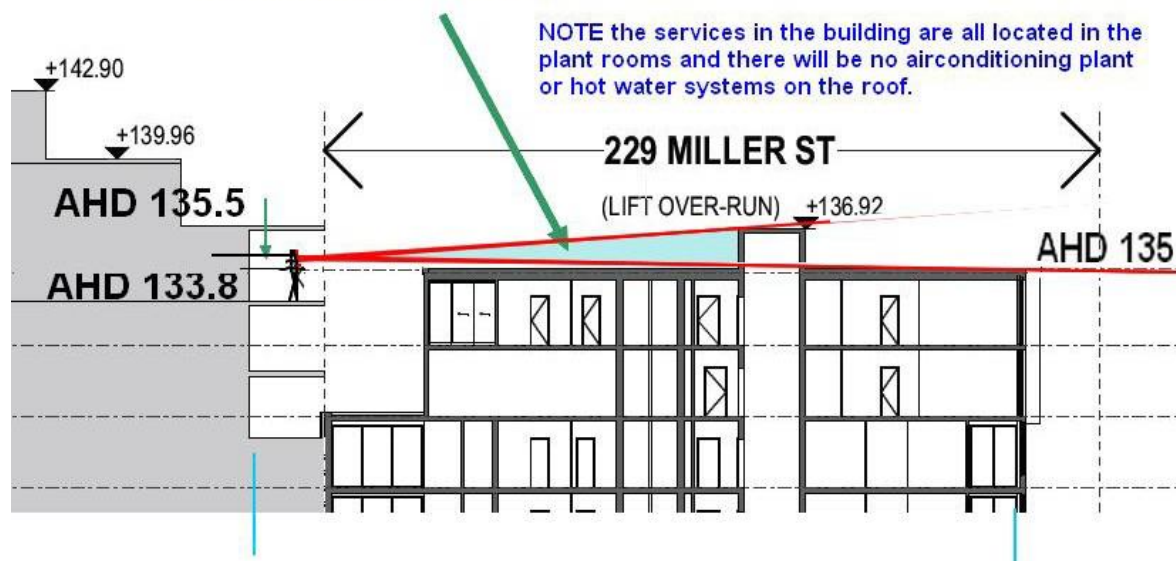 NOTE the services in the building are all located in the
plant rooms and there will be no airconditioning plant
or hot water systems on the roof.
+142.90
+139.96
229 MILLER ST
AHD 135.5
(LIFT OVER-RUN) +136.92
AHD 135
AHD 133.8